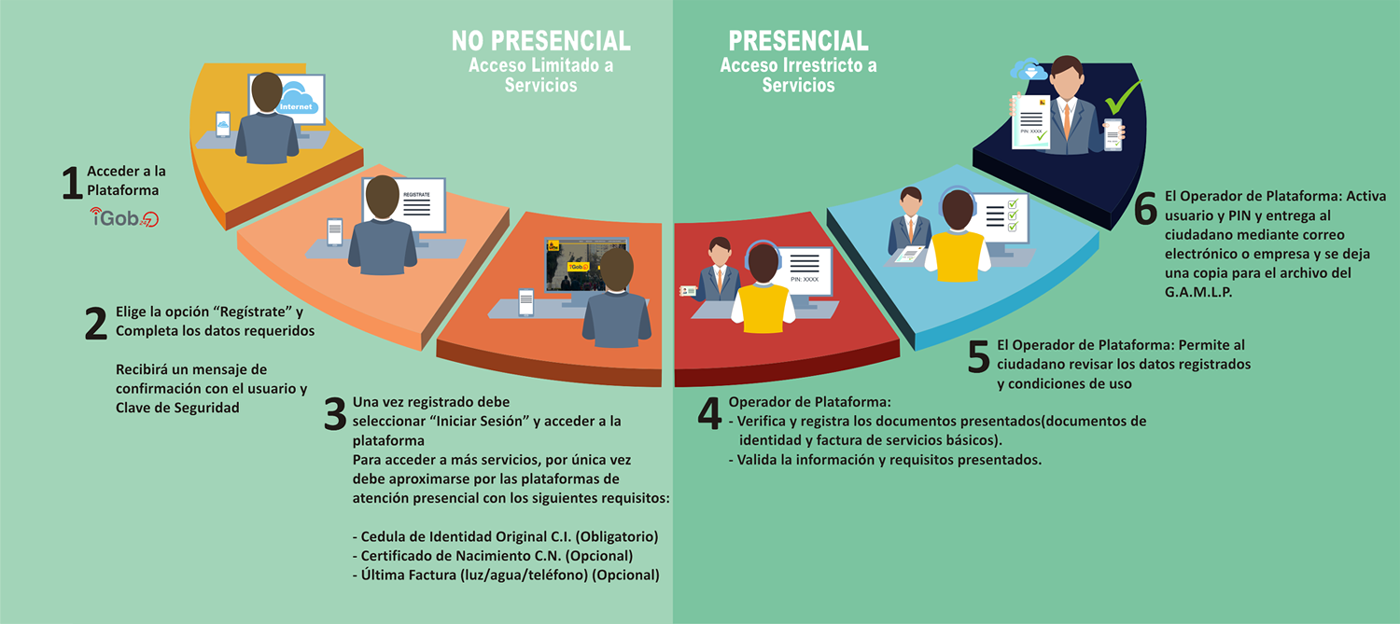 NO PRESENCIAL
Acceso Limitado a
Servicios
PRESENCIAL
Acceso Irrestricto a
Servicios
Internet
1
Acceder a la
Plataforma
iGob 24/7
REGISTRATE
2
Elige la opción “Regístrate” y
Completa los datos requeridos
Recibirá un mensaje de
confirmación con el usuario y
Clave de Seguridad
iGob
3
Una vez registrado debe
seleccionar “Iniciar Sesión” y acceder a la
plataforma
Para acceder a más servicios, por única vez
debe aproximarse por las plataformas de
atención presencial con los siguientes requisitos:
- Cedula de Identidad Original C.I. (Obligatorio)
- Certificado de Nacimiento C.N. (Opcional)
- Última Factura (luz/agua/teléfono) (Opcional)
PIN: XXXX
4
Operador de Plataforma:
- Verifica y registra los documentos presentados(documentos de
identidad y factura de servicios básicos).
- Valida la información y requisitos presentados.
5
El Operador de Plataforma: Permite al
ciudadano revisar los datos registrados
y condiciones de uso
PIN: XXXX
6
El Operador de Plataforma: Activa
usuario y PIN y entrega al
ciudadano mediante correo
electrónico o empresa y se deja
una copia para el archivo del
G.A.M.L.P.